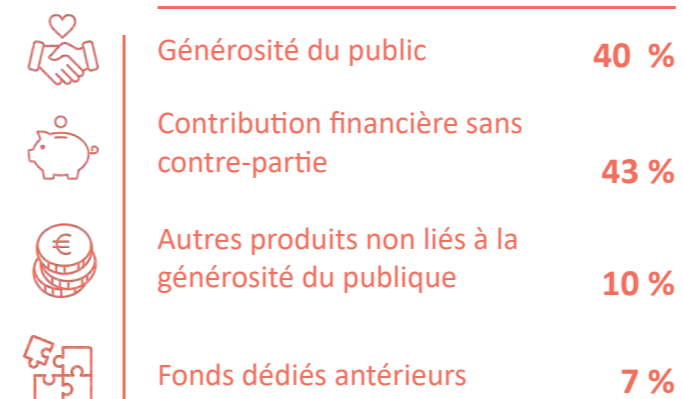 Générosité du public 40 %
Contribution financière sans
contre-partie 43 %
Autres produits non liés à la
générosité du publique 10 %
Fonds dédiés antérieurs 7 %
€